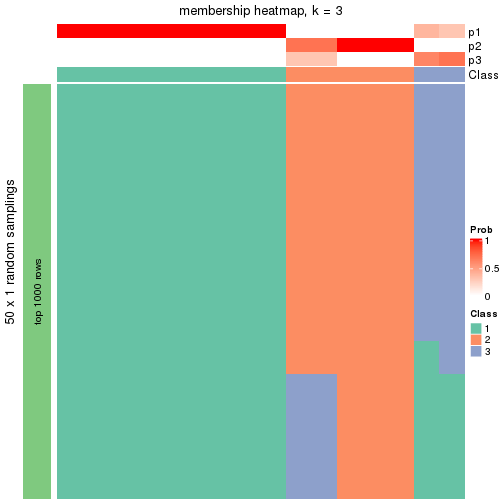 membership heatmap, k = 3
p1
p2
p3
Class
50 x 1 random samplings
top 1000 rows
Prob
1
0.5
0
Class
1
2
3